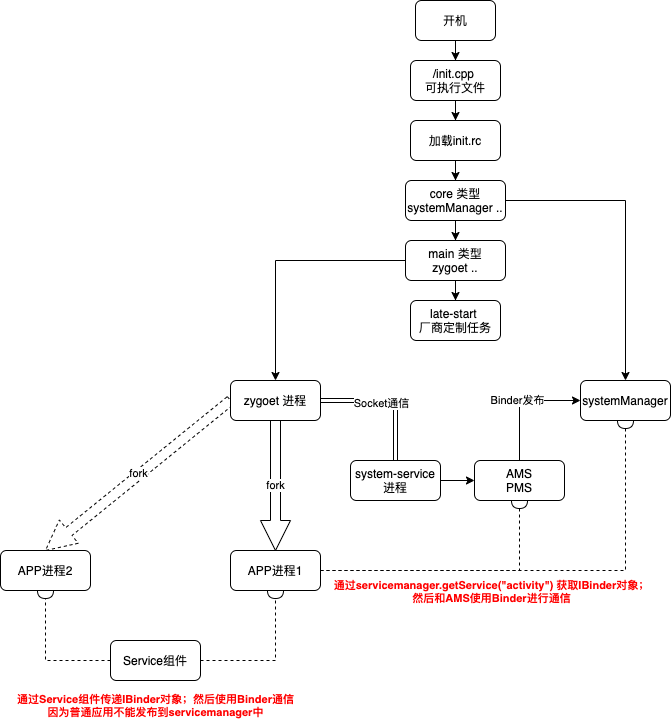 开机
/init.cpp
可执行文件
加载init.rc
core 类型
systemManager ..
main 类型
zygoet ..
late-start
厂商定制任务
zygoet 进程
Socket通信
Binder发布
systemManager
fork
fork
system-service
进程
AMS
PMS
APP进程2
APP进程1
通过servicemanager.getService("activity") 获取IBinder对象；
然后和AMS使用Binder进行通信
Service组件
通过Service组件传递IBinder对象；然后使用Binder通信
因为普通应用不能发布到servicemanager中